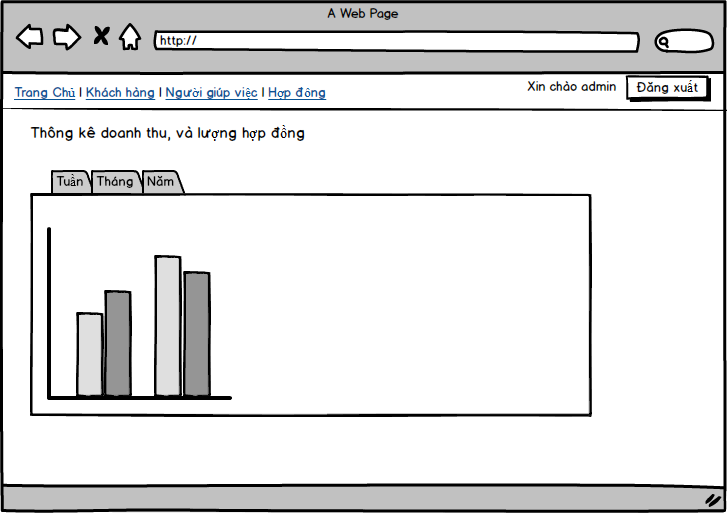 A Web Page
http://
Trang Chủ | Khách hàng | Người giúp việc | Hợp đồng
Xin chào admin
Đăng xuất
Thông kê doanh thu, và lượng hợp đồng
Tuần
Tháng
Năm